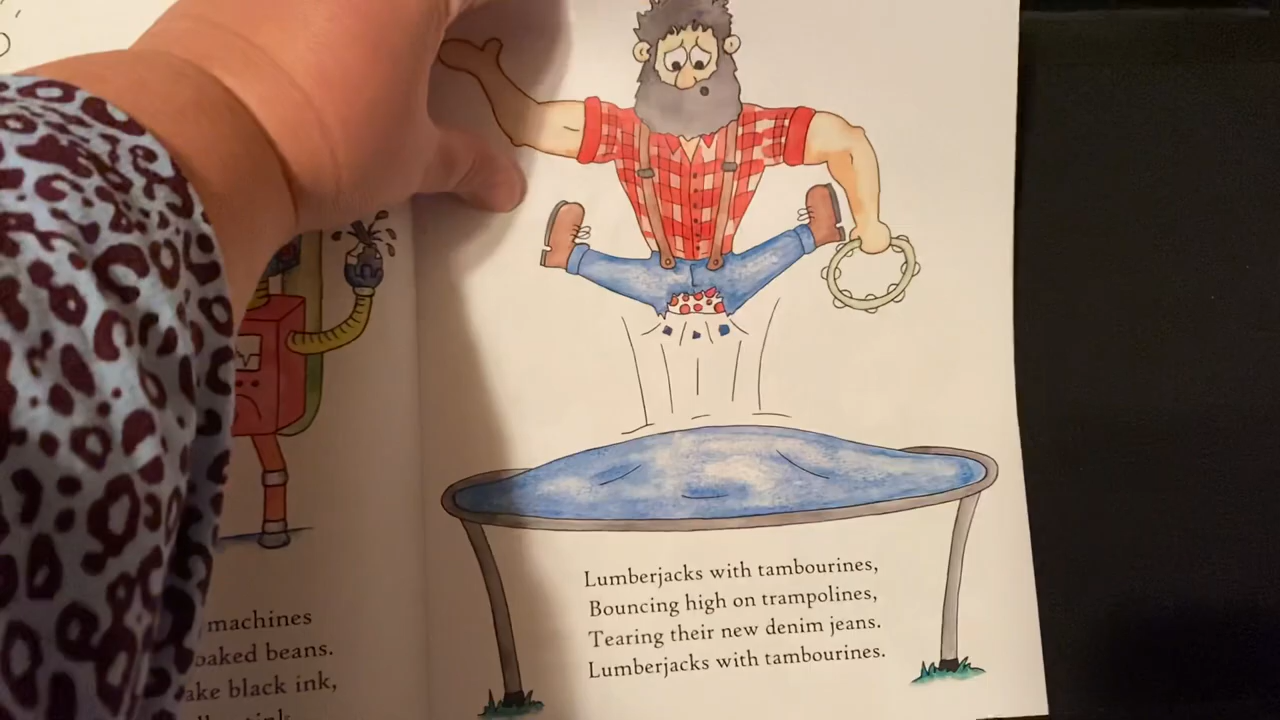 machines
baked beans.
black ink,
Lumberjacks with tambourines,
Bouncing high on trampolines,
Tearing their new denim jeans.
Lumberjacks with tambourines.